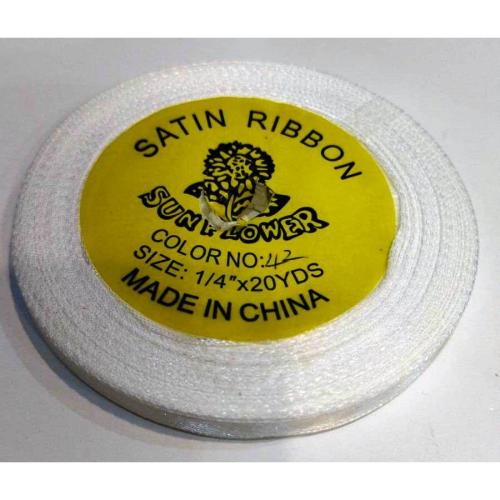 SATIN RIBBON
SUNFLOWER
COLOR NO: 42
SIZE: 1/4"x20YDS
MADE IN CHINA